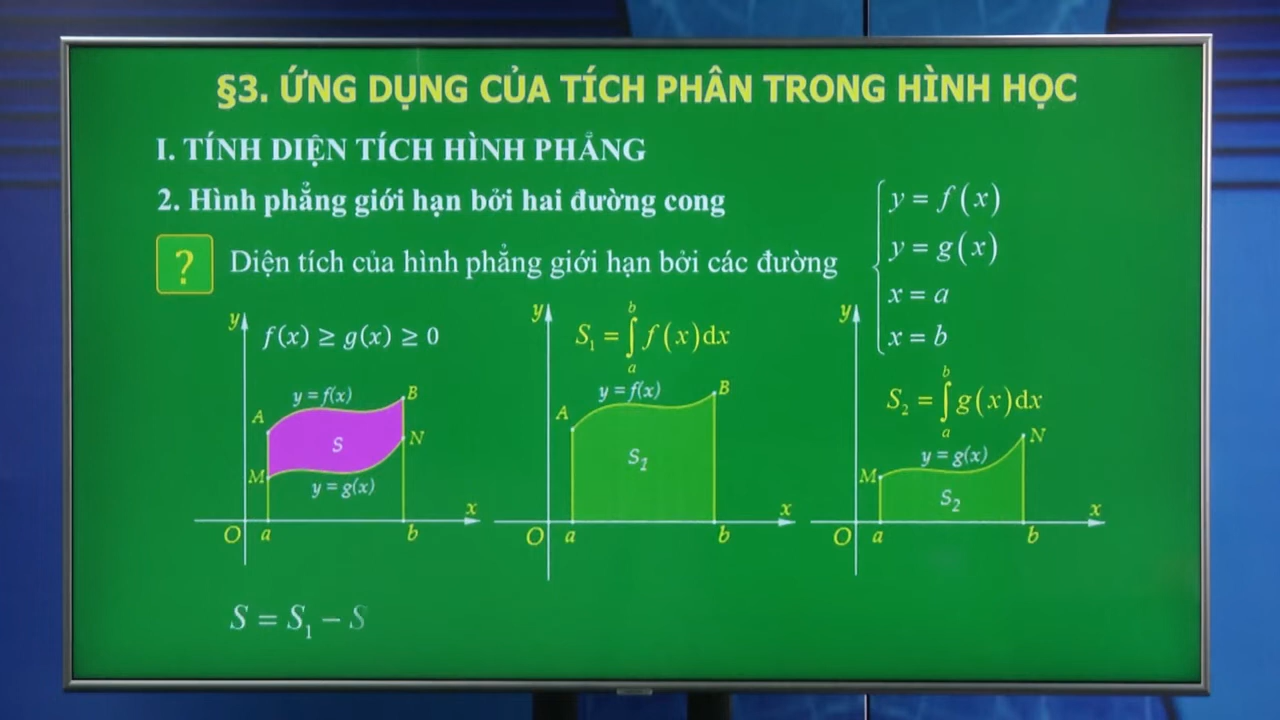 §3. ỨNG DỤNG CỦA TÍCH PHÂN TRONG HÌNH HỌC
I. TÍNH DIỆN TÍCH HÌNH PHẲNG
2. Hình phẳng giới hạn bởi hai đường cong
? Diện tích của hình phẳng giới hạn bởi các đường
y = f(x)
y = g(x)
x = a
x = b
y
f(x) ≥ g(x) ≥ 0
y = f(x)
A
B
S
N
M
y = g(x)
x
O
a
b
y
S₁ = ∫ₐᵇ f(x)dx
y = f(x)
A
B
S₁
x
O
a
b
y
S₂ = ∫ₐᵇ g(x)dx
y = g(x)
N
M
S₂
x
O
a
b
S = S₁ − S